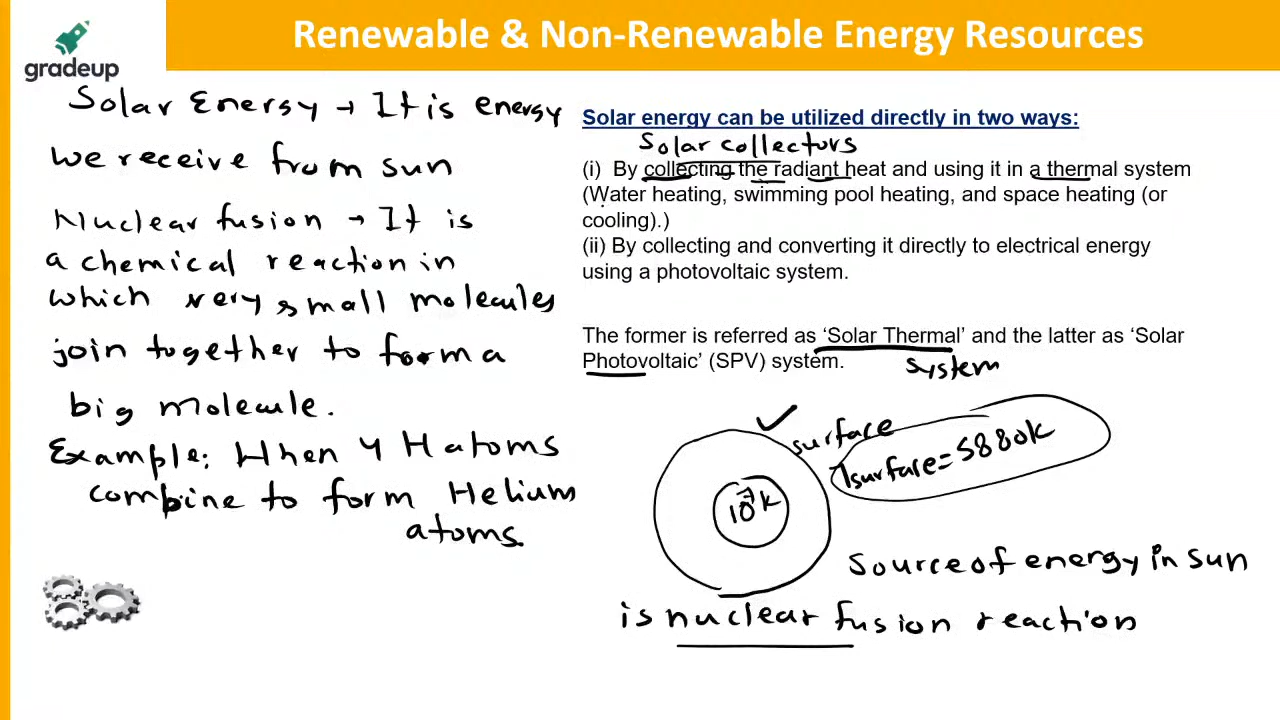 Renewable & Non-Renewable Energy Resources
gradeup
Solar Energy → It is energy
we receive from sun
Nuclear fusion → It is
a chemical reaction in
which very small molecules
join together to form a
big molecule.
Example: When 4 H atoms
combine to form Helium
atoms.
Solar energy can be utilized directly in two ways:
Solar collectors
(i) By collecting the radiant heat and using it in a thermal system
(Water heating, swimming pool heating, and space heating (or
cooling).)
(ii) By collecting and converting it directly to electrical energy
using a photovoltaic system.
The former is referred as ‘Solar Thermal’ and the latter as ‘Solar
Photovoltaic’ (SPV) system.
system
surface
Tsurface = 5880k
10⁷k
Source of energy in sun
is nuclear fusion reaction